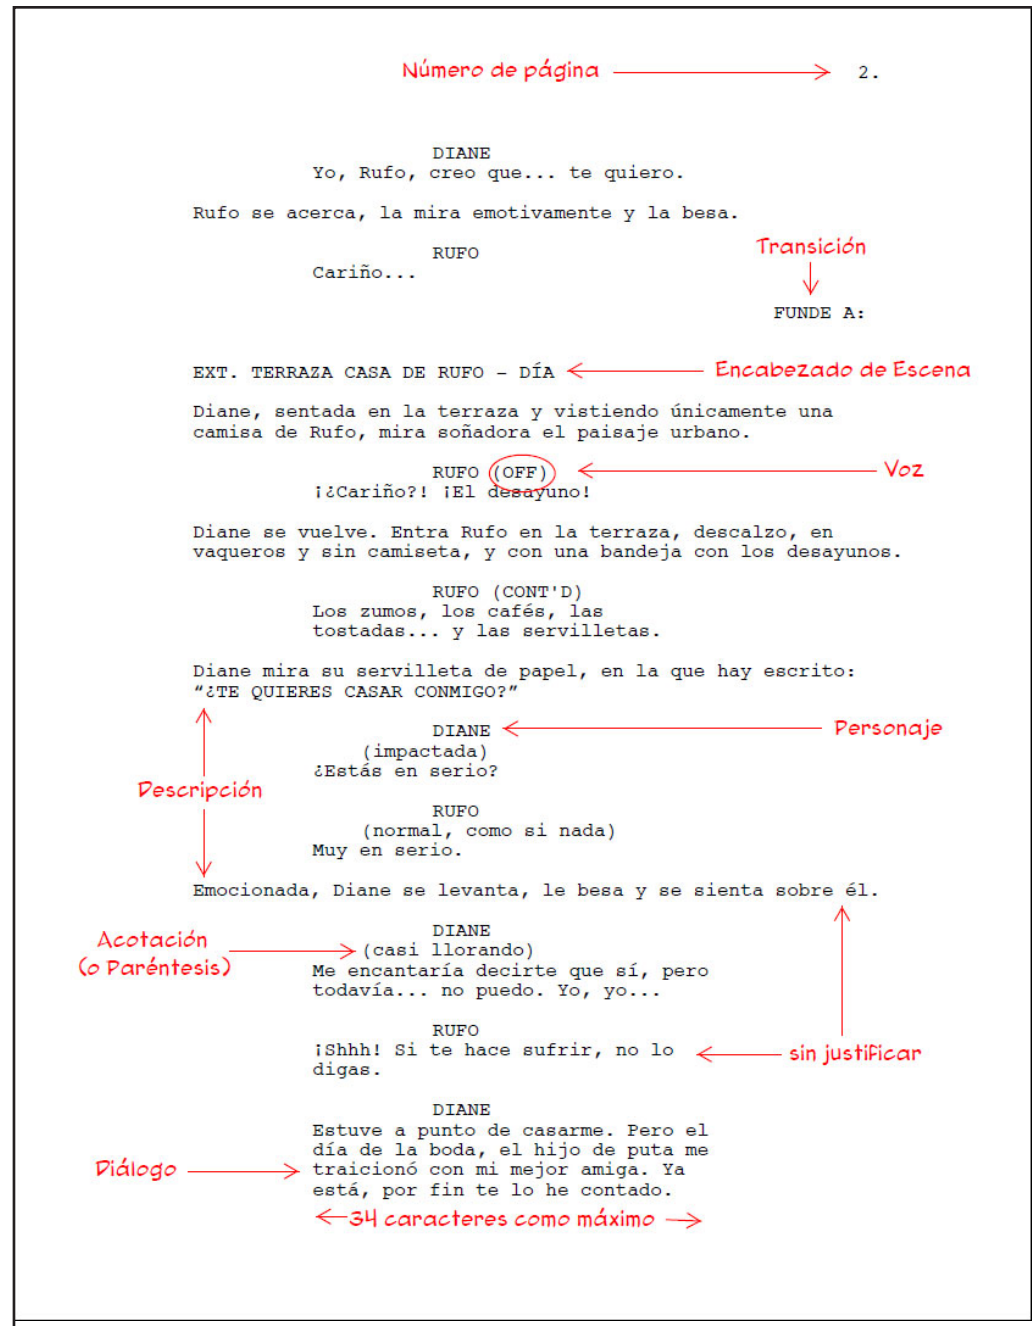 Número de página 2.
DIANE
Yo, Rufo, creo que... te quiero.
Rufo se acerca, la mira emotivamente y la besa.
RUFO
Cariño...
Transición
FUNDE A:
EXT. TERRAZA CASA DE RUFO - DÍA Encabezado de Escena
Diane, sentada en la terraza y vistiendo únicamente una
camisa de Rufo, mira soñadora el paisaje urbano.
RUFO (OFF) Voz
¡¿Cariño?! ¡El desayuno!
Diane se vuelve. Entra Rufo en la terraza, descalzo, en
vaqueros y sin camiseta, y con una bandeja con los desayunos.
RUFO (CONT'D)
Los zumos, los cafés, las
tostadas... y las servilletas.
Diane mira su servilleta de papel, en la que hay escrito:
“¿TE QUIERES CASAR CONMIGO?”
DIANE Personaje
(impactada)
¿Estás en serio?
Descripción
RUFO
(normal, como si nada)
Muy en serio.
Emocionada, Diane se levanta, le besa y se sienta sobre él.
DIANE
Acotación
(o Paréntesis)
(casi llorando)
Me encantaría decirte que sí, pero
todavía... no puedo. Yo, yo...
RUFO
¡Shhh! Si te hace sufrir, no lo
digas.
sin justificar
DIANE
Estuve a punto de casarme. Pero el
día de la boda, el hijo de puta me
Diálogo traicionó con mi mejor amiga. Ya
está, por fin te lo he contado.
34 caracteres como máximo